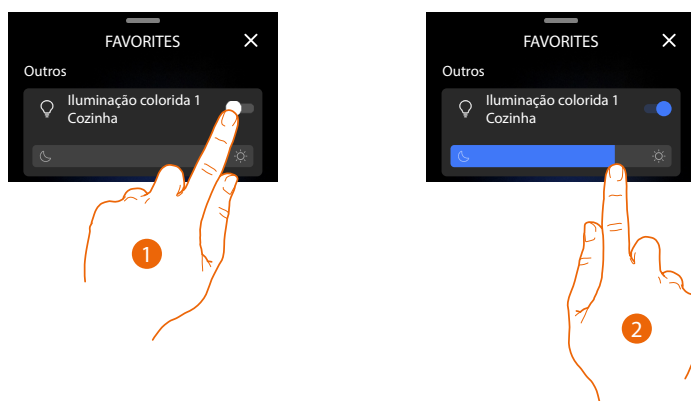 FAVORITES
Outros
Iluminação colorida 1
Cozinha
1
FAVORITES
Outros
Iluminação colorida 1
Cozinha
2